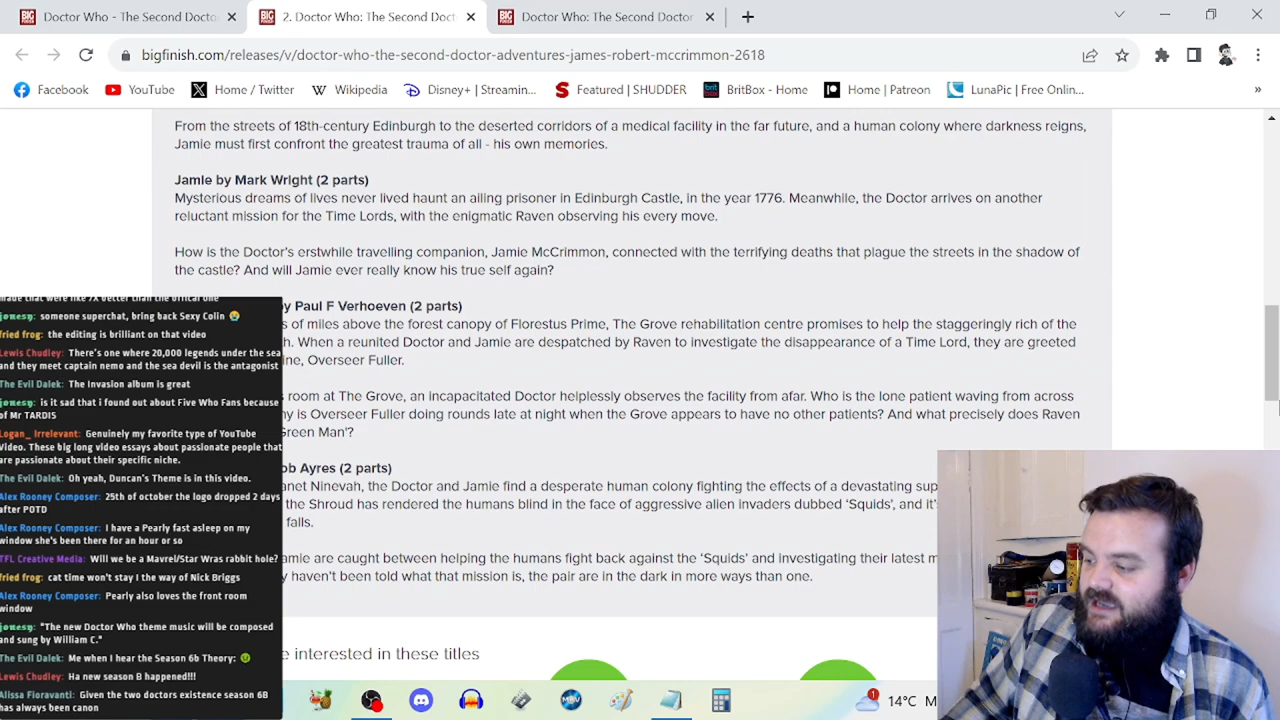 Doctor Who - The Second Doctor
2. Doctor Who: The Second Doct
Doctor Who: The Second Doctor
bigfinish.com/releases/v/doctor-who-the-second-doctor-adventures-james-robert-mccrimmon-2618
Facebook YouTube Home / Twitter Wikipedia Disney+ | Streamin... Featured | SHUDDER BritBox - Home Home | Patreon LunaPic | Free Onlin... »
From the streets of 18th-century Edinburgh to the deserted corridors of a medical facility in the far future, and a human colony where darkness reigns,
Jamie must first confront the greatest trauma of all - his own memories.
Jamie by Mark Wright (2 parts)
Mysterious dreams of lives never lived haunt an ailing prisoner in Edinburgh Castle, in the year 1776. Meanwhile, the Doctor arrives on another
reluctant mission for the Time Lords, with the enigmatic Raven observing his every move.
How is the Doctor's erstwhile travelling companion, Jamie McCrimmon, connected with the terrifying deaths that plague the streets in the shadow of
the castle? And will Jamie ever really know his true self again?
y Paul F Verhoeven (2 parts)
s of miles above the forest canopy of Florestus Prime, The Grove rehabilitation centre promises to help the staggeringly rich of the
h. When a reunited Doctor and Jamie are despatched by Raven to investigate the disappearance of a Time Lord, they are greeted
ine, Overseer Fuller.
s room at The Grove, an incapacitated Doctor helplessly observes the facility from afar. Who is the lone patient waving from across
hy is Overseer Fuller doing rounds late at night when the Grove appears to have no other patients? And what precisely does Raven
Green Man'?
ob Ayres (2 parts)
anet Ninevah, the Doctor and Jamie find a desperate human colony fighting the effects of a devastating sup
the Shroud has rendered the humans blind in the face of aggressive alien invaders dubbed 'Squids', and it'
falls.
amie are caught between helping the humans fight back against the 'Squids' and investigating their latest m
y haven't been told what that mission is, the pair are in the dark in more ways than one.
e interested in these titles
made that were like 7X better than the offical one
jonesy: someone superchat, bring back Sexy Colin 😭
fried frog: the editing is brilliant on that video
Lewis Chudley: There's one where 20,000 legends under the sea
and they meet captain nemo and the sea devil is the antagonist
The Evil Dalek: The Invasion album is great
jonesy: is it sad that i found out about Five Who Fans because
of Mr TARDIS
Logan_ Irrelevant: Genuinely my favorite type of YouTube
Video. These big long video essays about passionate people that
are passionate about their specific niche.
The Evil Dalek: Oh yeah, Duncan's Theme is in this video.
Alex Rooney Composer: 25th of october the logo dropped 2 days
after POTD
Alex Rooney Composer: I have a Pearly fast asleep on my
window she's been there for an hour or so
TFL Creative Media: Will we be a Mavrel/Star Wras rabbit hole?
fried frog: cat time won't stay I the way of Nick Briggs
Alex Rooney Composer: Pearly also loves the front room
window
jonesy: "The new Doctor Who theme music will be composed
and sung by William C."
The Evil Dalek: Me when I hear the Season 6b Theory: 🤢
Lewis Chudley: Ha new season B happened!!!
Alissa Fioravanti: Given the two doctors existence season 6B
has always been canon
14°C M